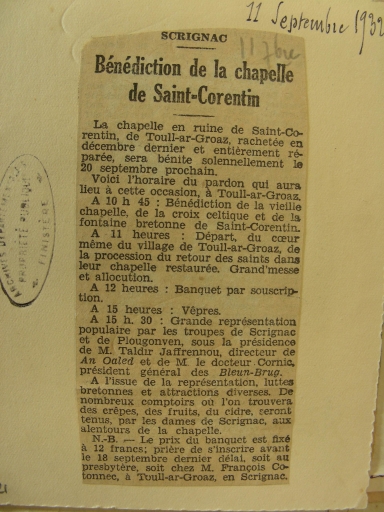 11 Septembre 1932
11 7bre
SCRIGNAC
Bénédiction de la chapelle
de Saint-Corentin
La chapelle en ruine de Saint-Co-
rentin, de Toull-ar-Groaz, rachetée en
décembre dernier et entièrement ré-
parée, sera bénite solennellement le
20 septembre prochain.
Voici l'horaire du pardon qui aura
lieu à cette occasion, à Toull-ar-Groaz.
A 10 h 45 : Bénédiction de la vieille
chapelle, de la croix celtique et de la
fontaine bretonne de Saint-Corentin.
A 11 heures : Départ, du cœur
même du village de Toull-ar-Groaz, de
la procession du retour des saints dans
leur chapelle restaurée. Grand'messe
et allocution.
A 12 heures : Banquet par souscrip-
tion.
A 15 heures : Vêpres.
A 15 h. 30 : Grande représentation
populaire par les troupes de Scrignac
et de Plougonven, sous la présidence
de M. Taldir Jaffrennou, directeur de
An Oaled et de M. le docteur Cornic,
président général des Bleun-Brug.
A l'issue de la représentation, luttes
bretonnes et attractions diverses. De
nombreux comptoirs où l'on trouvera
des crêpes, des fruits, du cidre, seront
tenus, par les dames de Scrignac, aux
alentours de la chapelle.
N.-B. — Le prix du banquet est fixé
à 12 francs; prière de s'inscrire avant
le 18 septembre dernier délai, soit au
presbytère, soit chez M. François Co-
tonnec, à Toull-ar-Groaz, en Scrignac.
ARCHIVES DÉPARTEMENTALES
PROPRIÉTÉ PUBLIQUE
FINISTÈRE
21